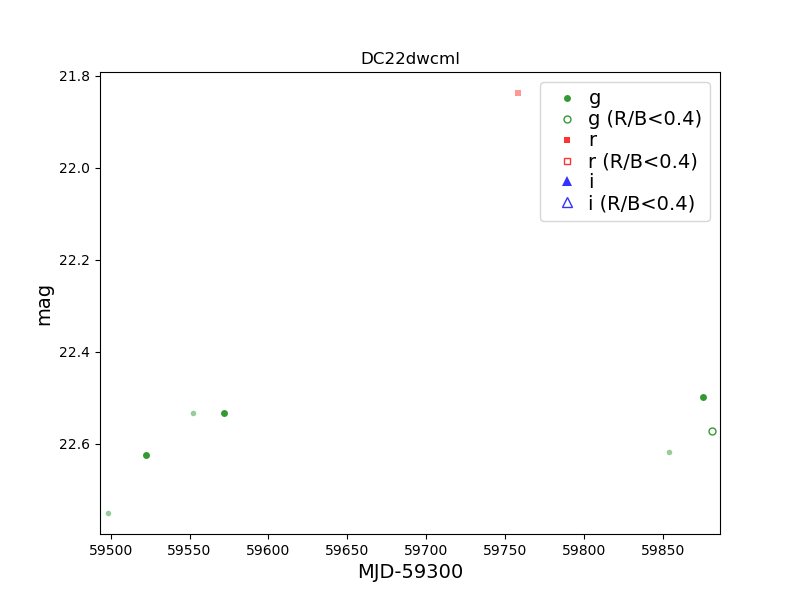 DC22dwcml
21.8
22.0
22.2
22.4
22.6
mag
g
g (R/B<0.4)
r
r (R/B<0.4)
i
i (R/B<0.4)
59500 59550 59600 59650 59700 59750 59800 59850
MJD-59300